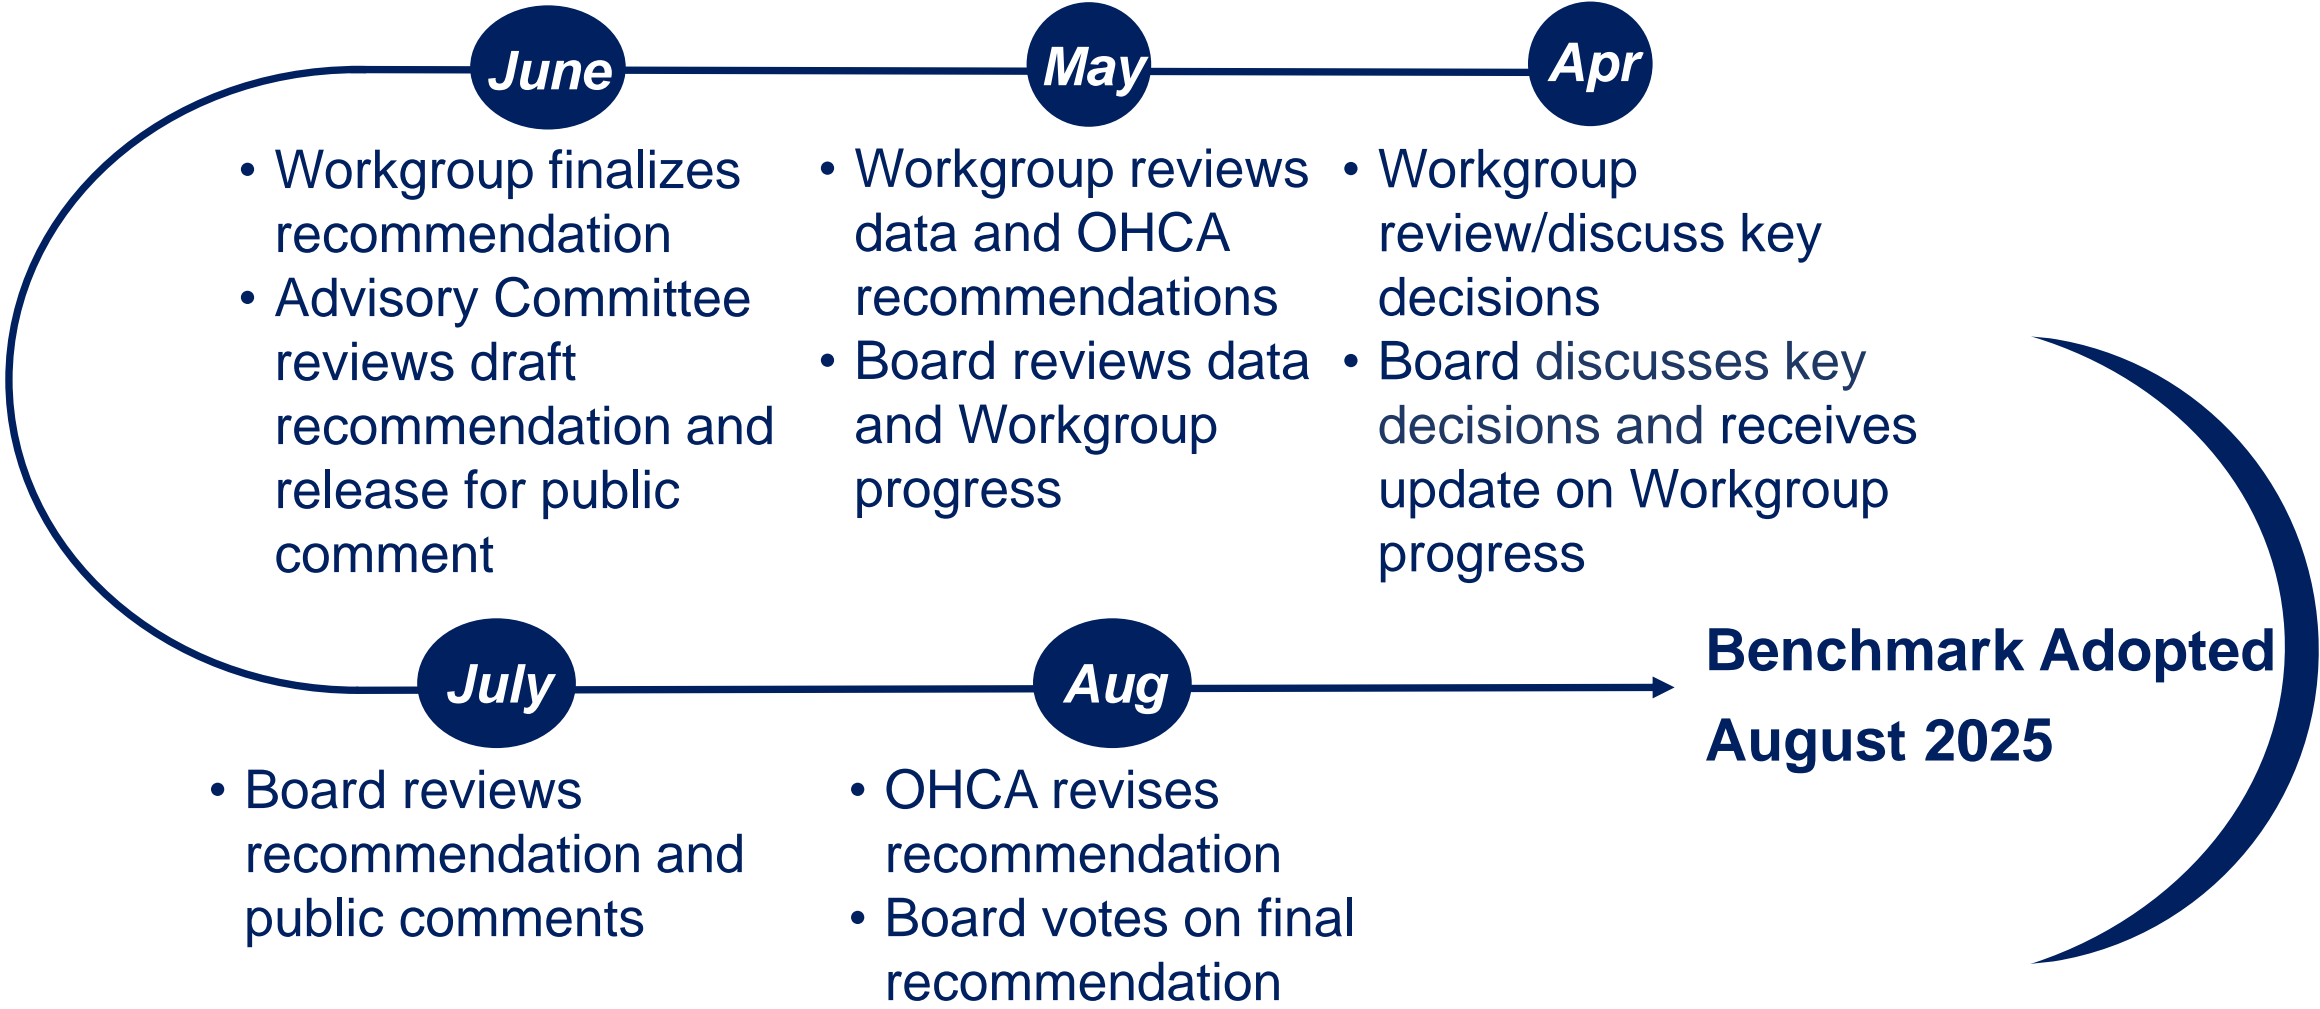 June
• Workgroup finalizes
recommendation
• Advisory Committee
reviews draft
recommendation and
release for public
comment
May
• Workgroup reviews
data and OHCA
recommendations
• Board reviews data
and Workgroup
progress
Apr
• Workgroup
review/discuss key
decisions
• Board discusses key
decisions and receives
update on Workgroup
progress
July
• Board reviews
recommendation and
public comments
Aug
• OHCA revises
recommendation
• Board votes on final
recommendation
Benchmark Adopted
August 2025